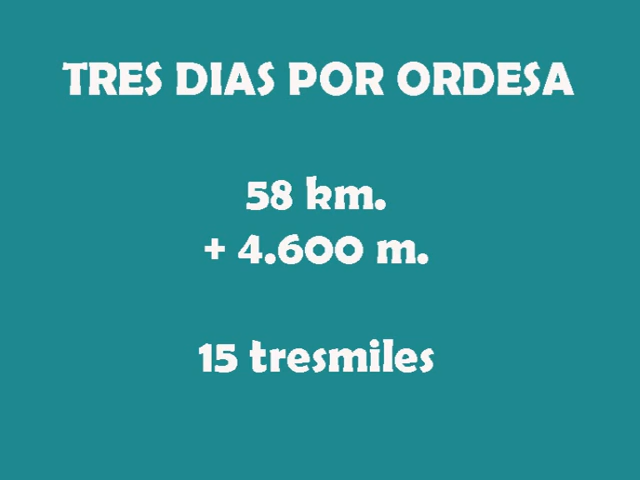 TRES DIAS POR ORDESA
58 km.
+ 4.600 m.
15 tresmiles